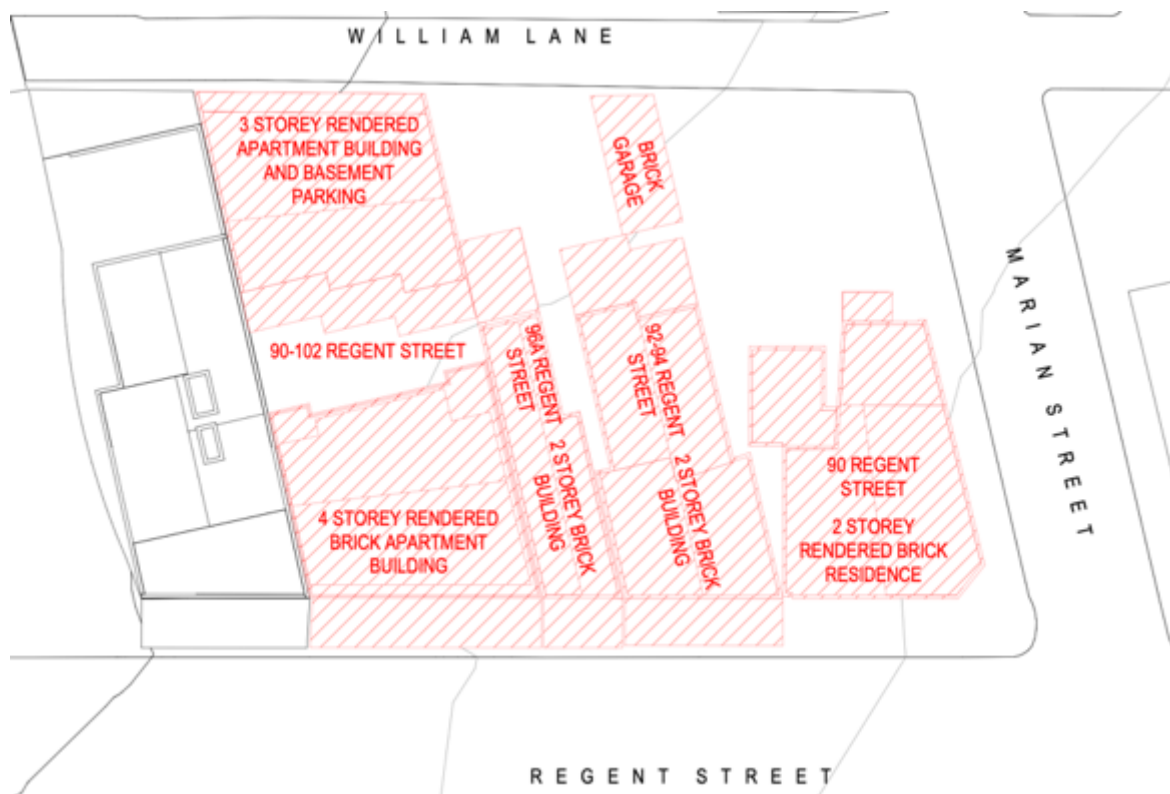 WILLIAM LANE
3 STOREY RENDERED
APARTMENT BUILDING
AND BASEMENT
PARKING
BRICK
GARAGE
MARIAN STREET
90-102 REGENT STREET
96A REGENT
STREET
2 STOREY BRICK
BUILDING
92-94 REGENT
STREET
2 STOREY BRICK
BUILDING
90 REGENT
STREET
2 STOREY
RENDERED BRICK
RESIDENCE
4 STOREY RENDERED
BRICK APARTMENT
BUILDING
REGENT STREET